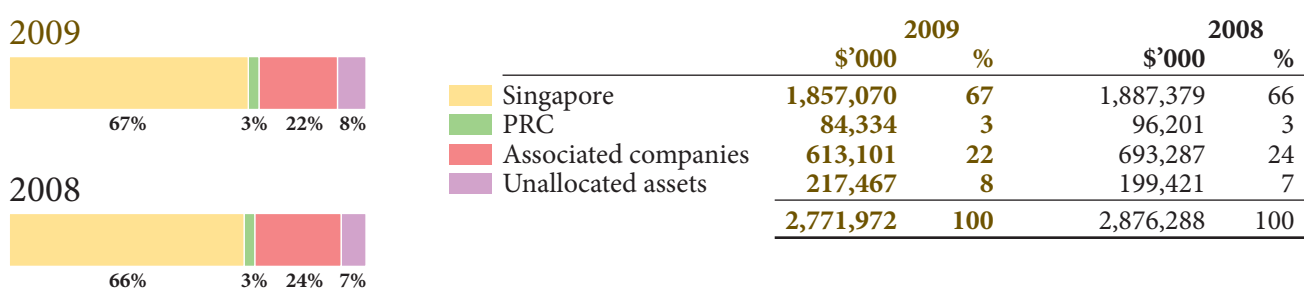 2009
67% 3% 22% 8%
2008
66% 3% 24% 7%
2009 2008
$’000 % $’000 %
Singapore 1,857,070 67 1,887,379 66
PRC 84,334 3 96,201 3
Associated companies 613,101 22 693,287 24
Unallocated assets 217,467 8 199,421 7
2,771,972 100 2,876,288 100